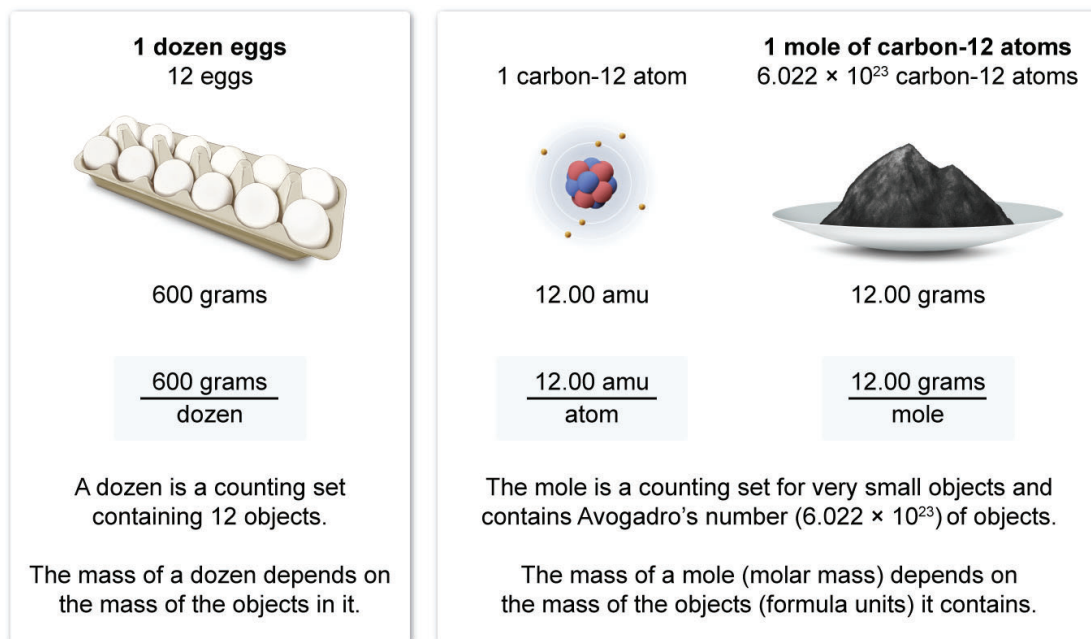 1 dozen eggs
12 eggs
600 grams
600 grams
dozen
A dozen is a counting set
containing 12 objects.
The mass of a dozen depends on
the mass of the objects in it.
1 carbon-12 atom
12.00 amu
12.00 amu
atom
1 mole of carbon-12 atoms
6.022 × 10²³ carbon-12 atoms
12.00 grams
12.00 grams
mole
The mole is a counting set for very small objects and
contains Avogadro’s number (6.022 × 10²³) of objects.
The mass of a mole (molar mass) depends on
the mass of the objects (formula units) it contains.